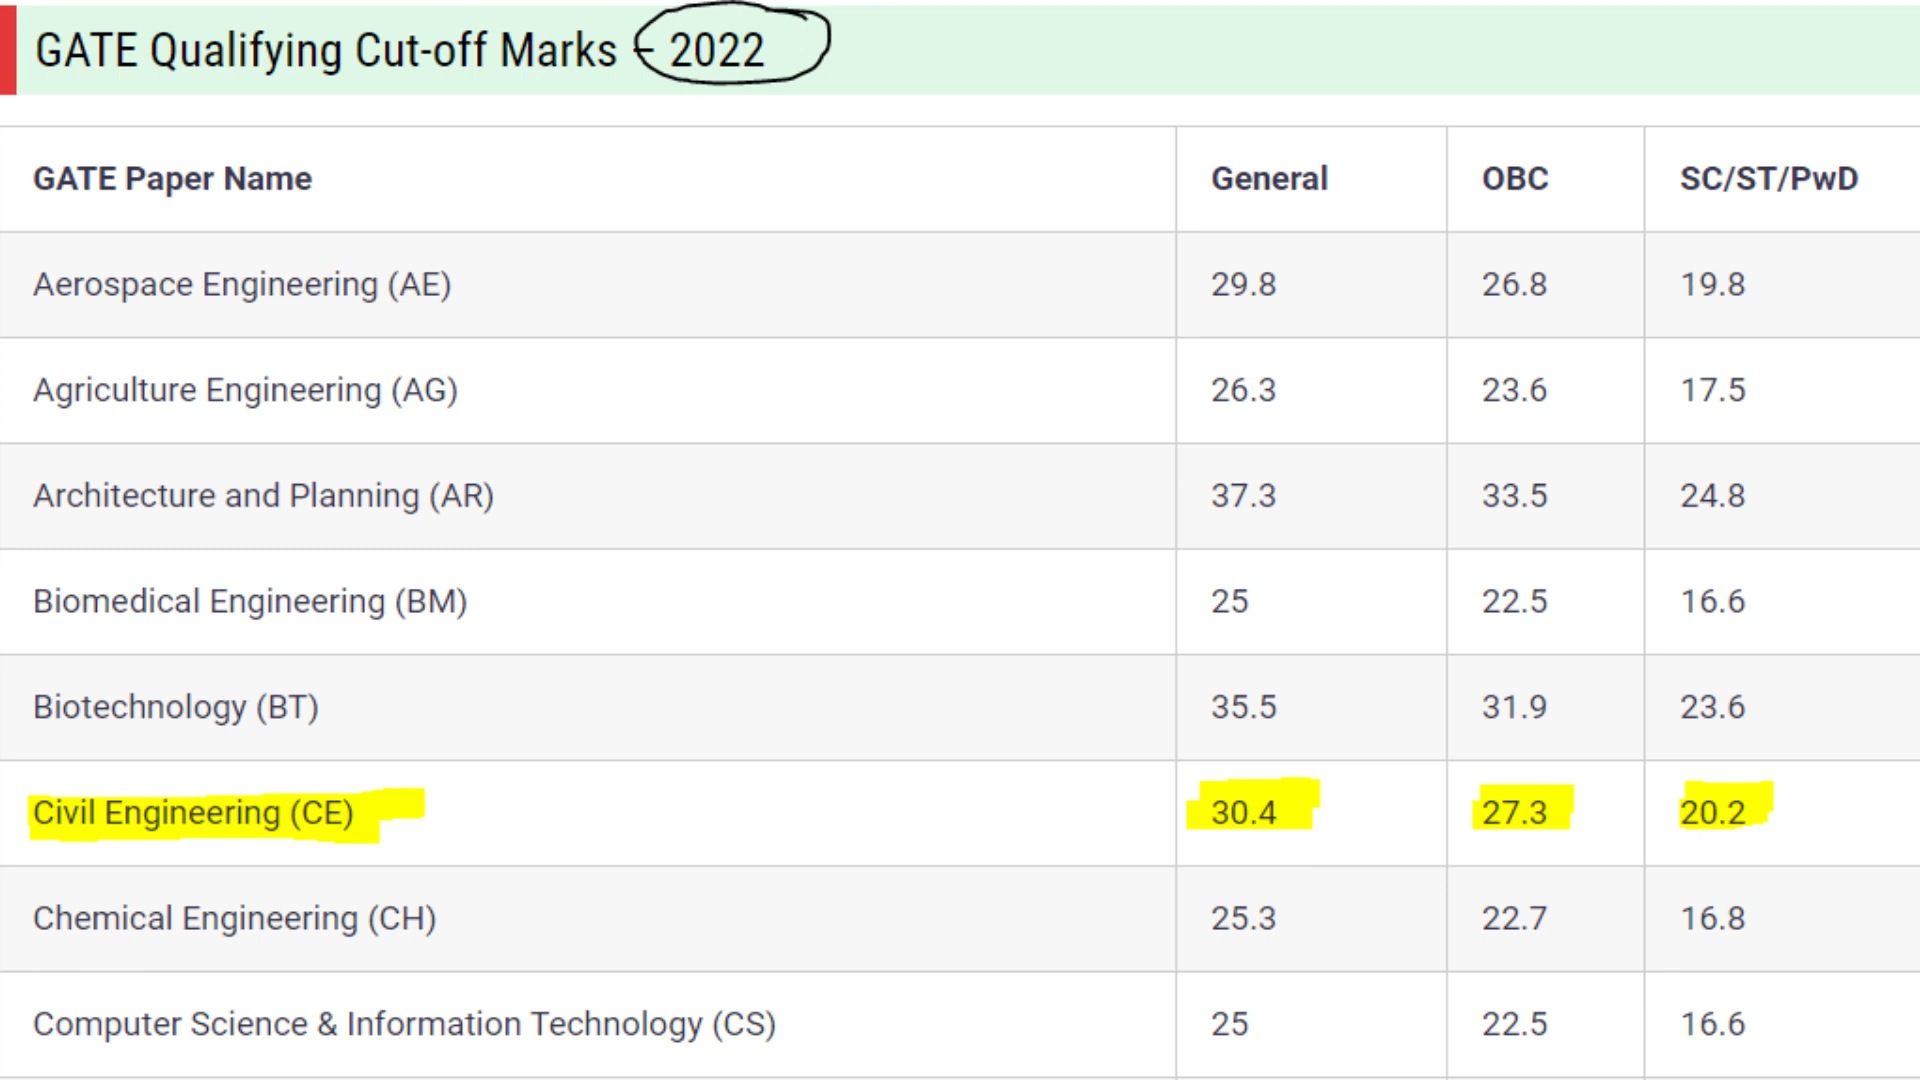 GATE Qualifying Cut-off Marks – 2022
GATE Paper Name General OBC SC/ST/PwD
Aerospace Engineering (AE) 29.8 26.8 19.8
Agriculture Engineering (AG) 26.3 23.6 17.5
Architecture and Planning (AR) 37.3 33.5 24.8
Biomedical Engineering (BM) 25 22.5 16.6
Biotechnology (BT) 35.5 31.9 23.6
Civil Engineering (CE) 30.4 27.3 20.2
Chemical Engineering (CH) 25.3 22.7 16.8
Computer Science & Information Technology (CS) 25 22.5 16.6